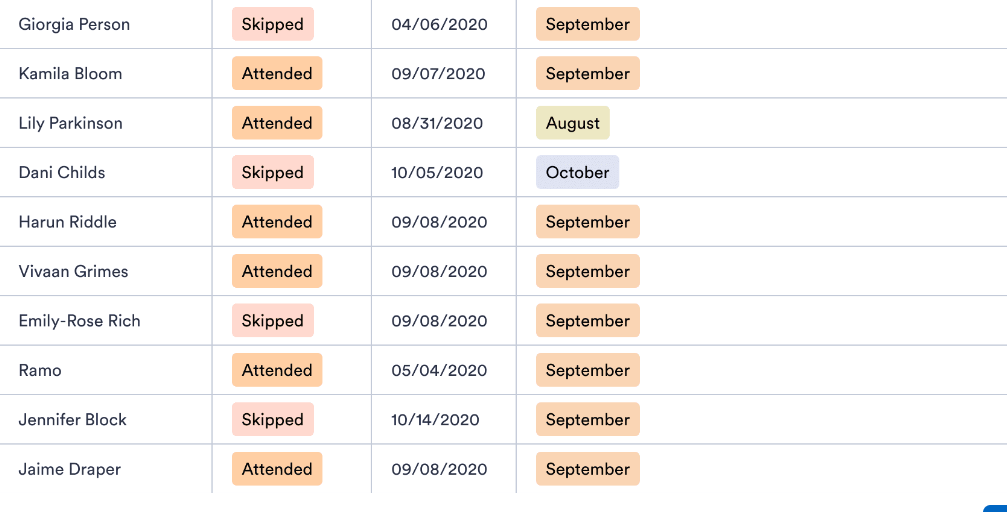 Giorgia Person Skipped 04/06/2020 September
Kamila Bloom Attended 09/07/2020 September
Lily Parkinson Attended 08/31/2020 August
Dani Childs Skipped 10/05/2020 October
Harun Riddle Attended 09/08/2020 September
Vivaan Grimes Attended 09/08/2020 September
Emily-Rose Rich Skipped 09/08/2020 September
Ramo Attended 05/04/2020 September
Jennifer Block Skipped 10/14/2020 September
Jaime Draper Attended 09/08/2020 September